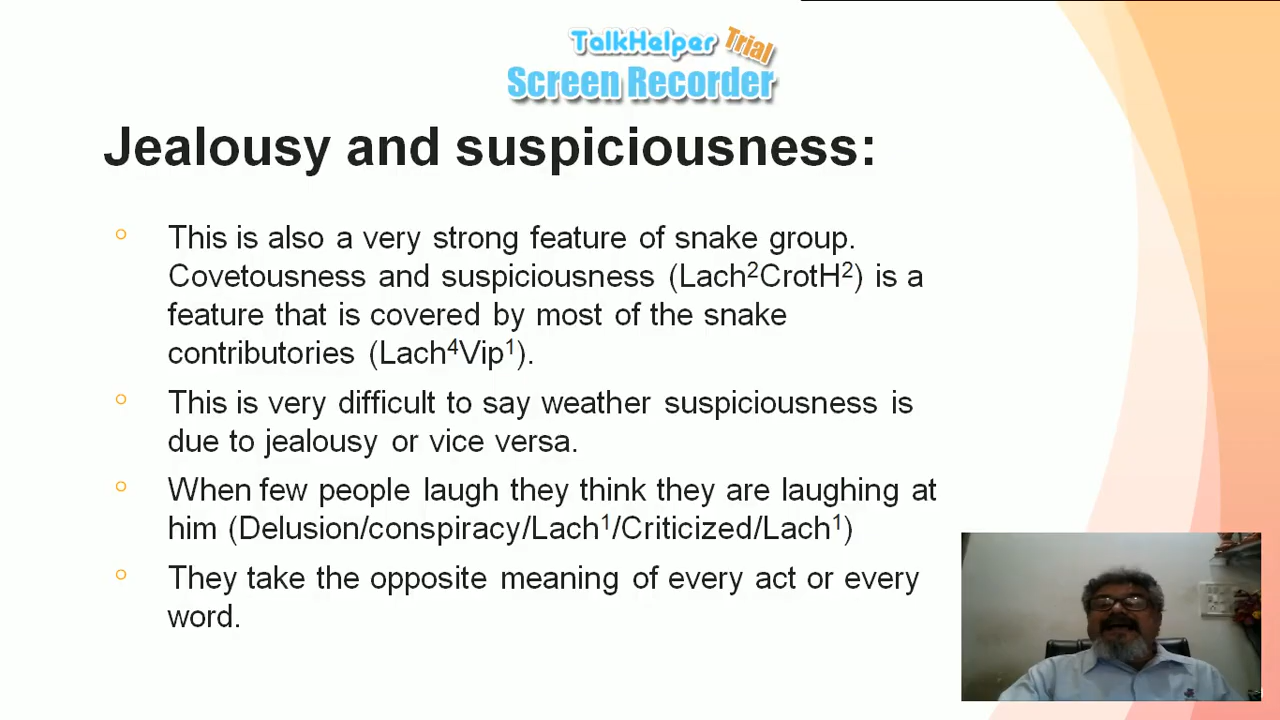 TalkHelper Trial
Screen Recorder
Jealousy and suspiciousness:
This is also a very strong feature of snake group.
Covetousness and suspiciousness (Lach²CrotH²) is a
feature that is covered by most of the snake
contributories (Lach⁴Vip¹).
This is very difficult to say weather suspiciousness is
due to jealousy or vice versa.
When few people laugh they think they are laughing at
him (Delusion/conspiracy/Lach¹/Criticized/Lach¹)
They take the opposite meaning of every act or every
word.